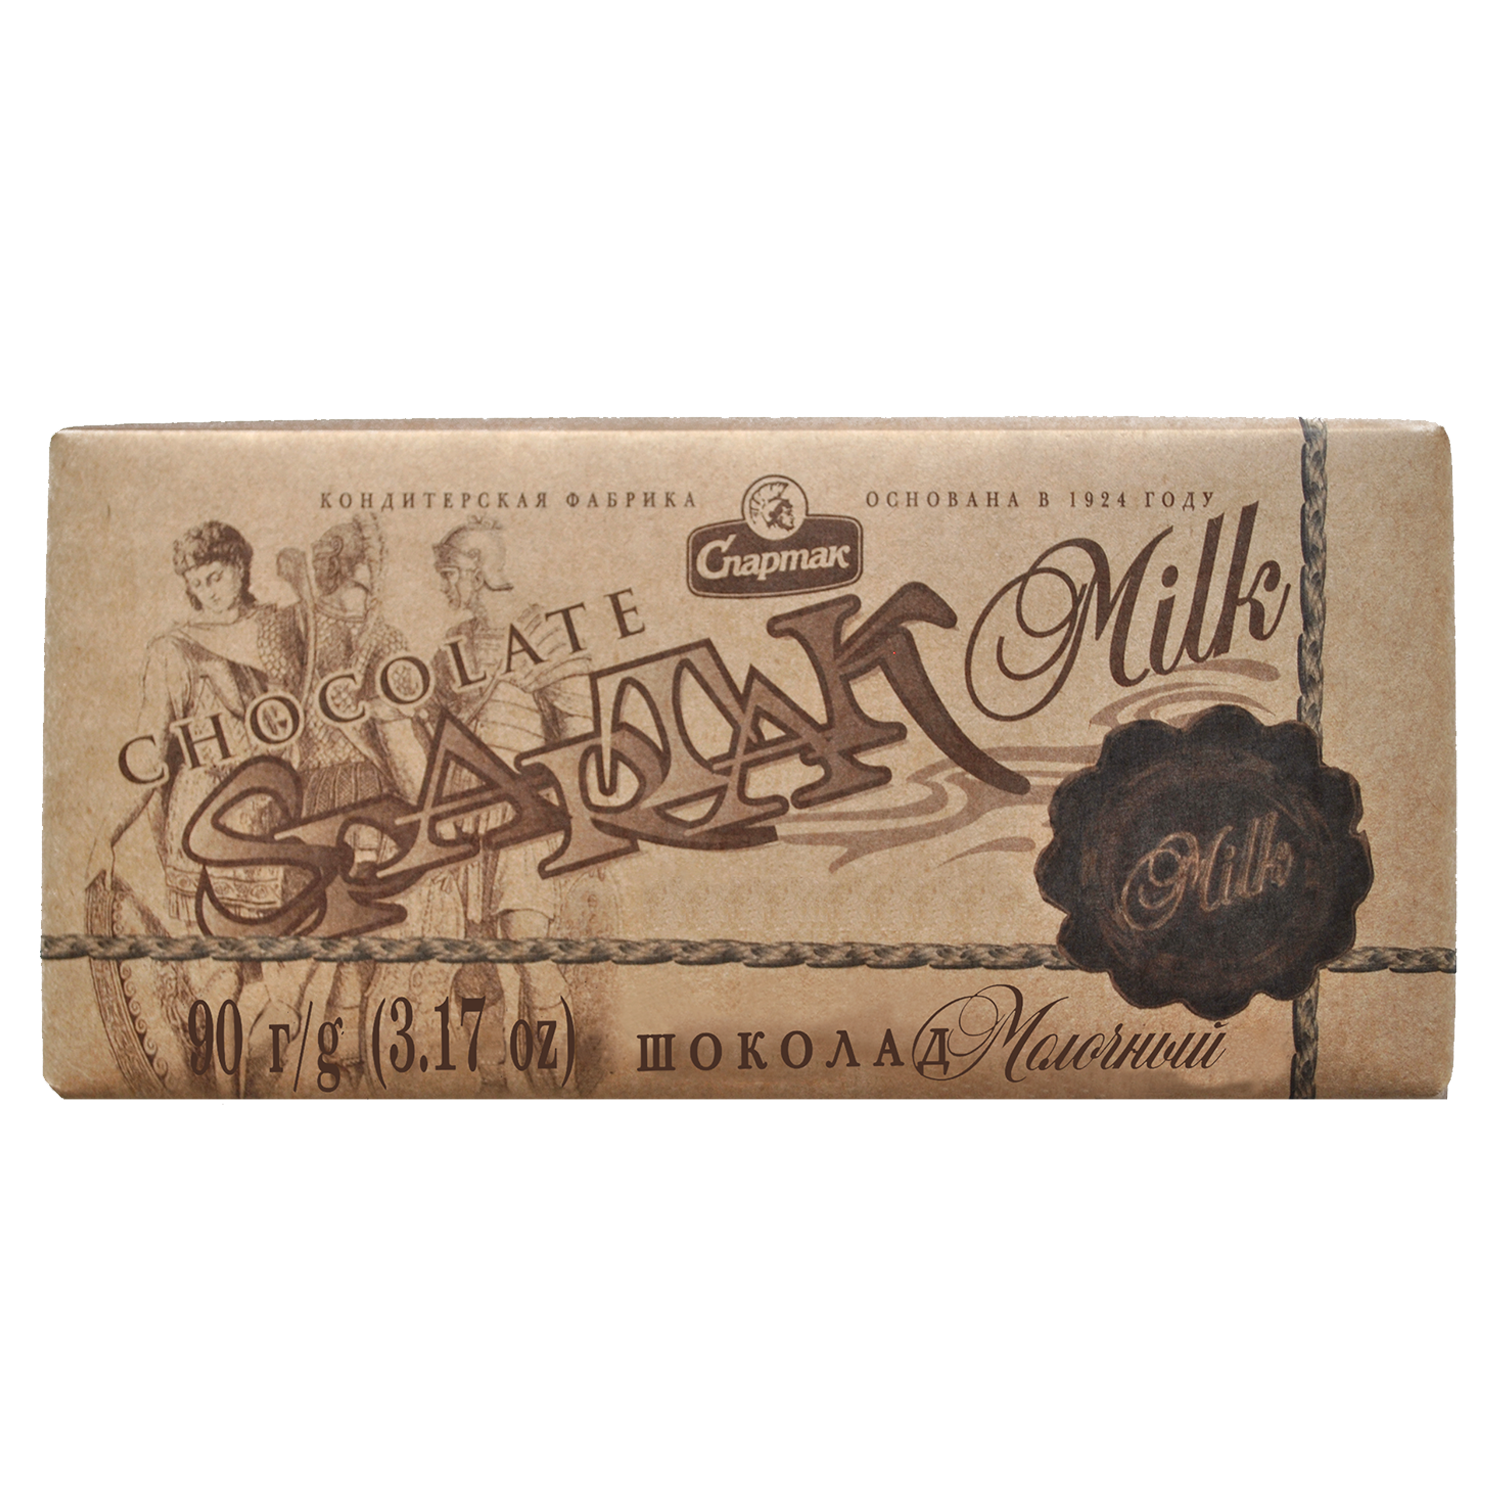 КОНДИТЕРСКАЯ ФАБРИКА
Спартак
ОСНОВАНА В 1924 ГОДУ
CHOCOLATE
SPARTAK
Milk
Milk
90 г/g (3.17 oz)
ШОКОЛАД Молочный